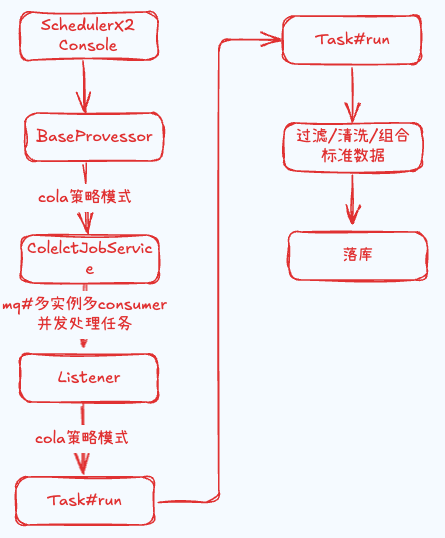 SchedulerX2
Console
BaseProvessor
cola策略模式
ColelctJobServic
e
mq#多实例多consumer
并发处理任务
Listener
cola策略模式
Task#run
Task#run
过滤/清洗/组合
标准数据
落库